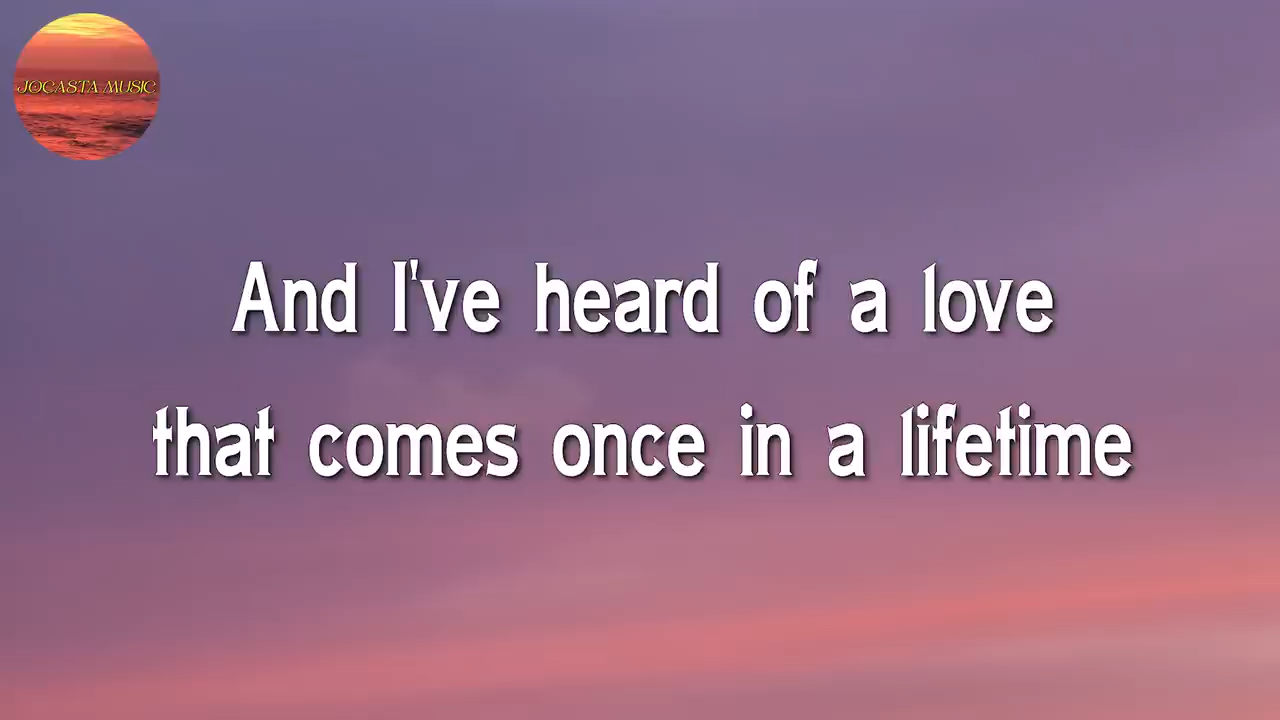 JOCASTA MUSIC
And I've heard of a love
that comes once in a lifetime